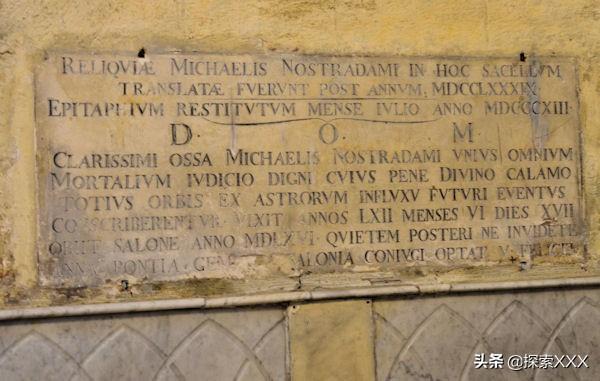 RELIQVIÆ MICHAELIS NOSTRADAMI IN HOC SACELLVM
TRANSLATÆ FVERVNT POST ANNVM, MDCCLXXXIX
EPITAPHIVM RESTITVTVM MENSE IVLIO ANNO MDCCCXIII
D. O. M
CLARISSIMI OSSA MICHAELIS NOSTRADAMI VNIVS OMNIVM
MORTALIVM IVDICIO DIGNI CVIVS PENE DIVINO CALAMO
TOTIVS ORBIS EX ASTRORVM INFLVXV FVTVRI EVENTVS
CONSCRIBERENTVR VIXIT ANNOS LXII MENSES VI DIES XVII
OBIIT SALONE ANNO MDLXVI QVIETEM POSTERI NE INVIDETE
PONTIA SALONIA CONIVGI OPTAT V FELICIT
头条 @探索XXX